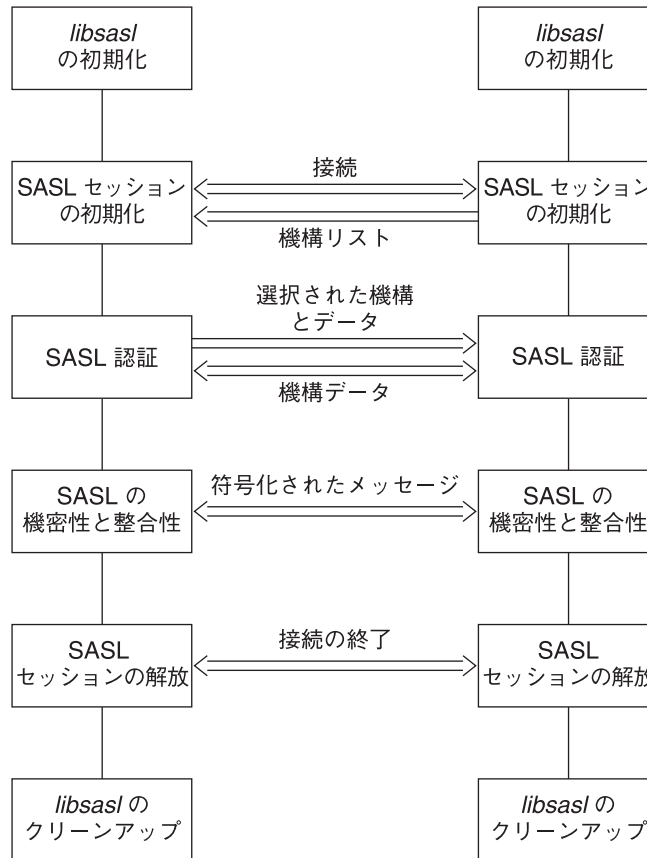 libsasl
の初期化
libsasl
の初期化
SASL セッション
の初期化
接続
機構リスト
SASL セッション
の初期化
選択された機構
とデータ
SASL 認証
機構データ
SASL 認証
SASL の
機密性と整合性
符号化されたメッセージ
SASL の
機密性と整合性
SASL
セッションの解放
接続の終了
SASL
セッションの解放
libsasl の
クリーンアップ
libsasl の
クリーンアップ